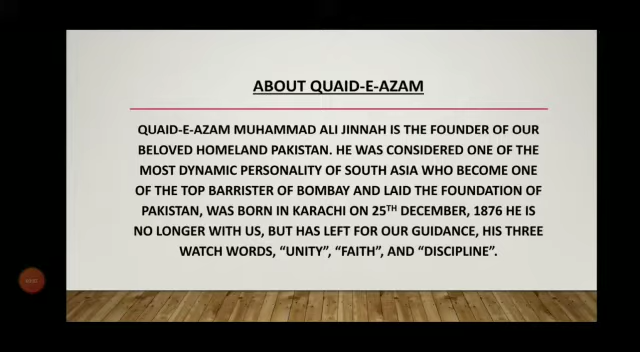 ABOUT QUAID-E-AZAM
QUAID-E-AZAM MUHAMMAD ALI JINNAH IS THE FOUNDER OF OUR
BELOVED HOMELAND PAKISTAN. HE WAS CONSIDERED ONE OF THE
MOST DYNAMIC PERSONALITY OF SOUTH ASIA WHO BECOME ONE
OF THE TOP BARRISTER OF BOMBAY AND LAID THE FOUNDATION OF
PAKISTAN, WAS BORN IN KARACHI ON 25TH DECEMBER, 1876 HE IS
NO LONGER WITH US, BUT HAS LEFT FOR OUR GUIDANCE, HIS THREE
WATCH WORDS, “UNITY”, “FAITH”, AND “DISCIPLINE”.